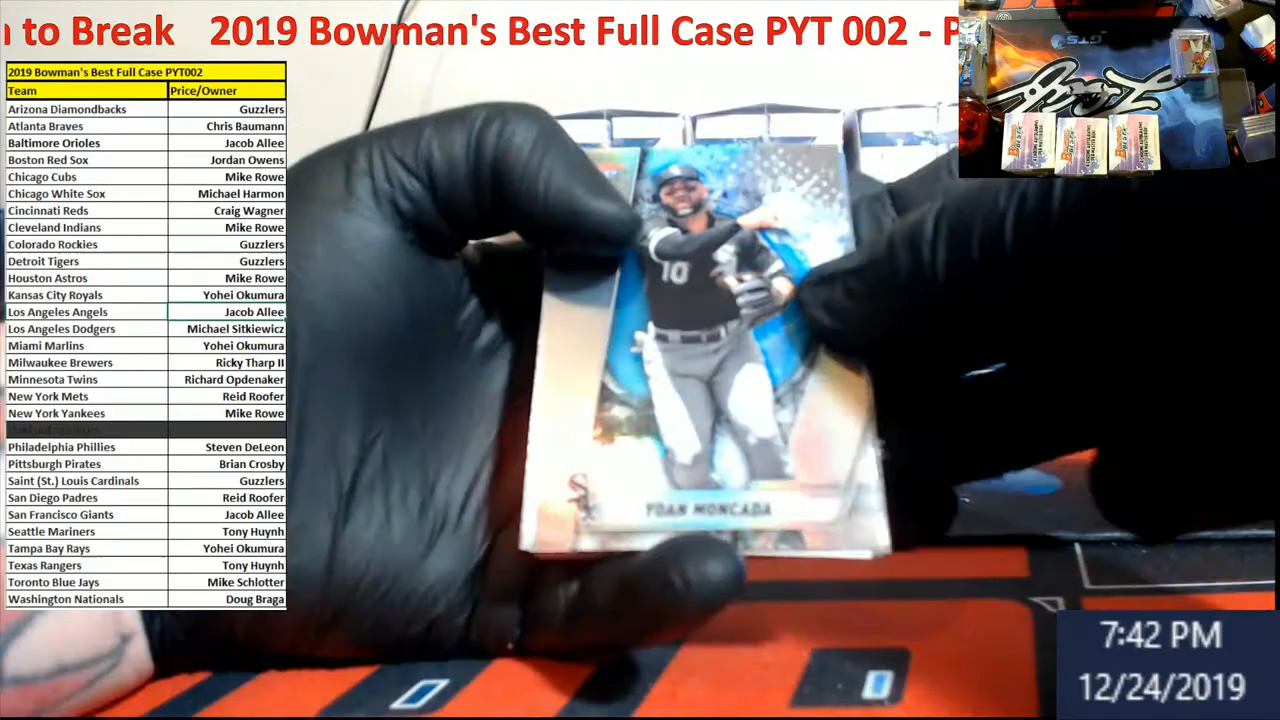 to Break 2019 Bowman's Best Full Case PYT 002 - P
2019 Bowman's Best Full Case PYT002
Team Price/Owner
Arizona Diamondbacks Guzzlers
Atlanta Braves Chris Baumann
Baltimore Orioles Jacob Allee
Boston Red Sox Jordan Owens
Chicago Cubs Mike Rowe
Chicago White Sox Michael Harmon
Cincinnati Reds Craig Wagner
Cleveland Indians Mike Rowe
Colorado Rockies Guzzlers
Detroit Tigers Guzzlers
Houston Astros Mike Rowe
Kansas City Royals Yohei Okumura
Los Angeles Angels Jacob Allee
Los Angeles Dodgers Michael Sitkiewicz
Miami Marlins Yohei Okumura
Milwaukee Brewers Ricky Tharp II
Minnesota Twins Richard Opdenaker
New York Mets Reid Roofer
New York Yankees Mike Rowe
Philadelphia Phillies Steven DeLeon
Pittsburgh Pirates Brian Crosby
Saint (St.) Louis Cardinals Guzzlers
San Diego Padres Reid Roofer
San Francisco Giants Jacob Allee
Seattle Mariners Tony Huynh
Tampa Bay Rays Yohei Okumura
Texas Rangers Tony Huynh
Toronto Blue Jays Mike Schlotter
Washington Nationals Doug Braga
10
YOAN MONCADA
GTS
7:42 PM
12/24/2019